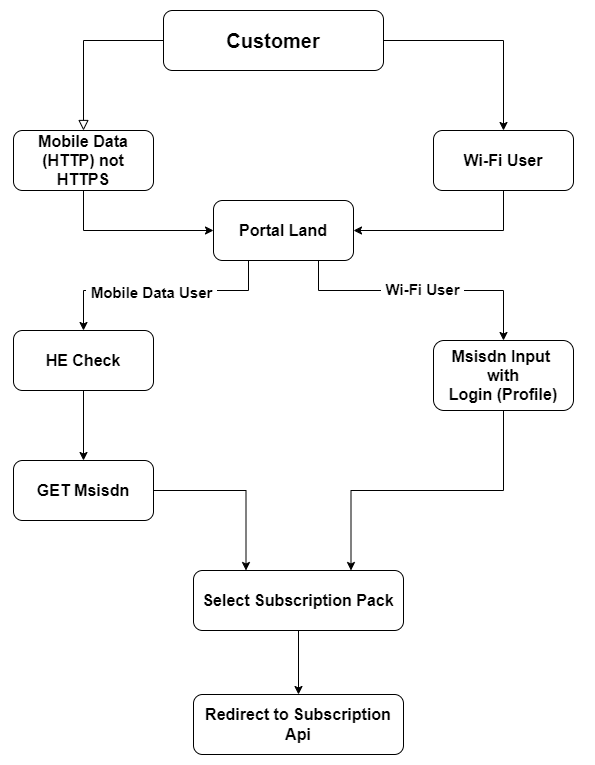 Customer
Mobile Data
(HTTP) not
HTTPS
Wi-Fi User
Portal Land
Mobile Data User
Wi-Fi User
HE Check
Msisdn Input
with
Login (Profile)
GET Msisdn
Select Subscription Pack
Redirect to Subscription
Api